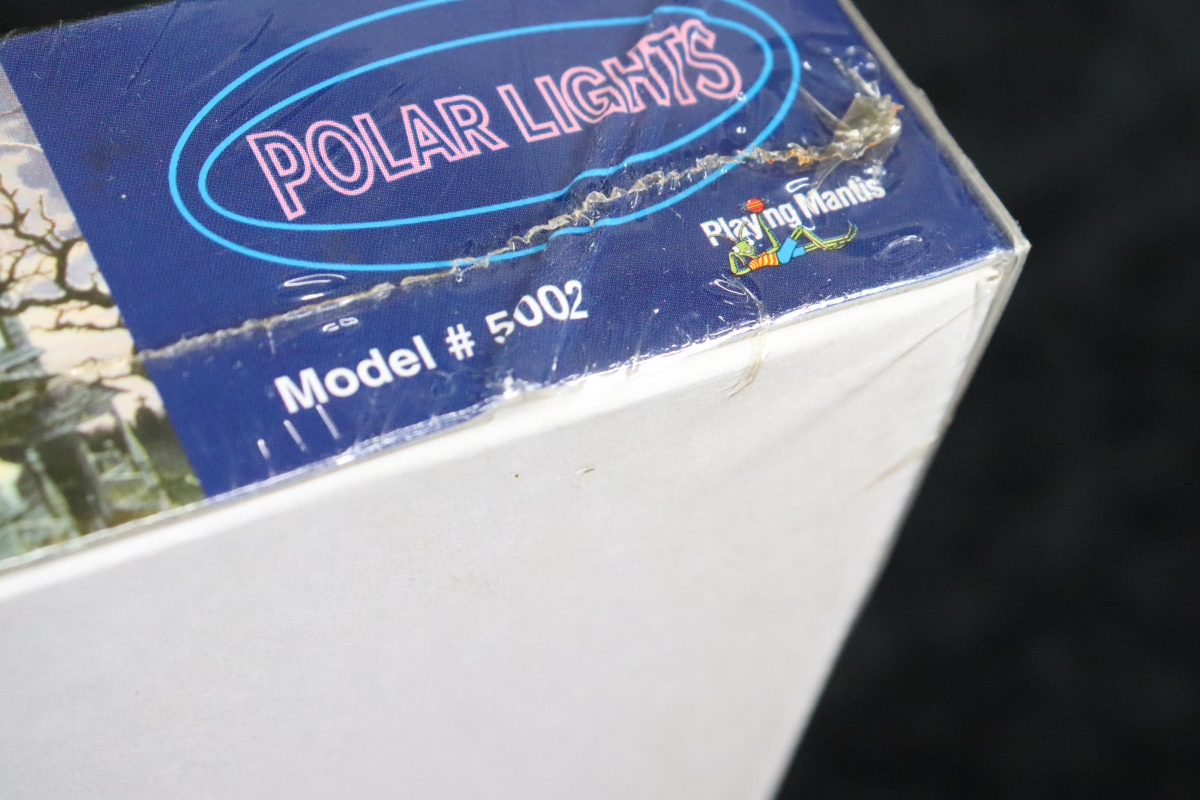 POLAR LIGHTS
Playing Mantis
Model # 5002